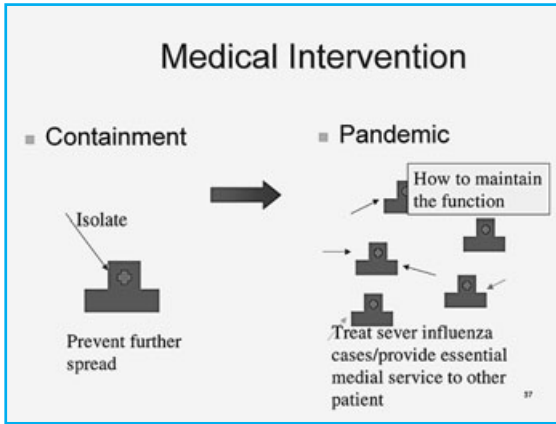 Medical Intervention
Containment
Isolate
Prevent further
spread
Pandemic
How to maintain
the function
Treat sever influenza
cases/provide essential
medial service to other
patient
37